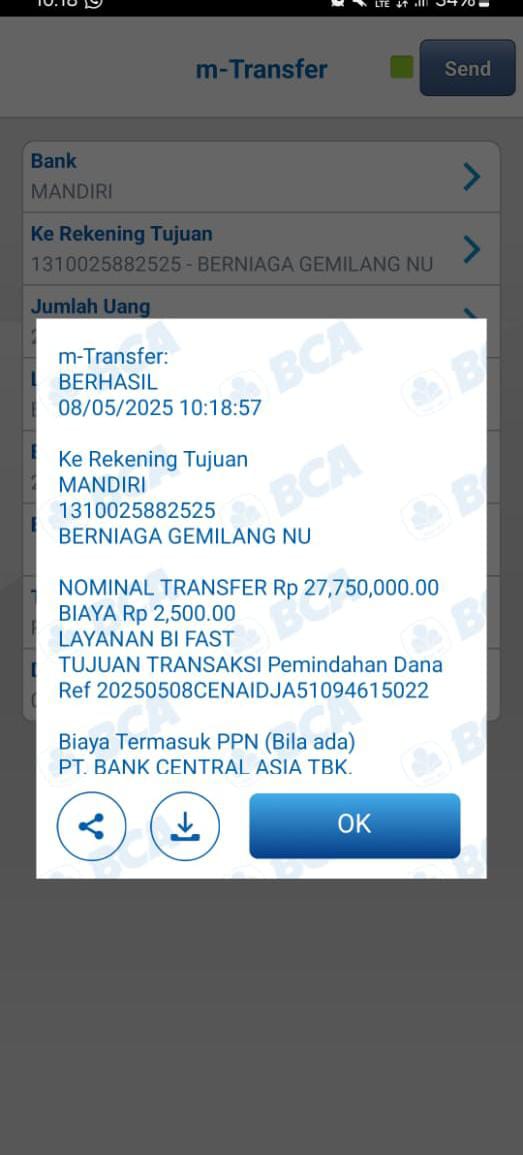 10:18
LTE
34%
m-Transfer
Send
Bank
MANDIRI
Ke Rekening Tujuan
1310025882525 - BERNIAGA GEMILANG NU
Jumlah Uang
m-Transfer:
BERHASIL
08/05/2025 10:18:57
Ke Rekening Tujuan
MANDIRI
1310025882525
BERNIAGA GEMILANG NU
NOMINAL TRANSFER Rp 27,750,000.00
BIAYA Rp 2,500.00
LAYANAN BI FAST
TUJUAN TRANSAKSI Pemindahan Dana
Ref 20250508CENAIDJA51094615022
Biaya Termasuk PPN (Bila ada)
PT. BANK CENTRAL ASIA TBK.
OK
BCA